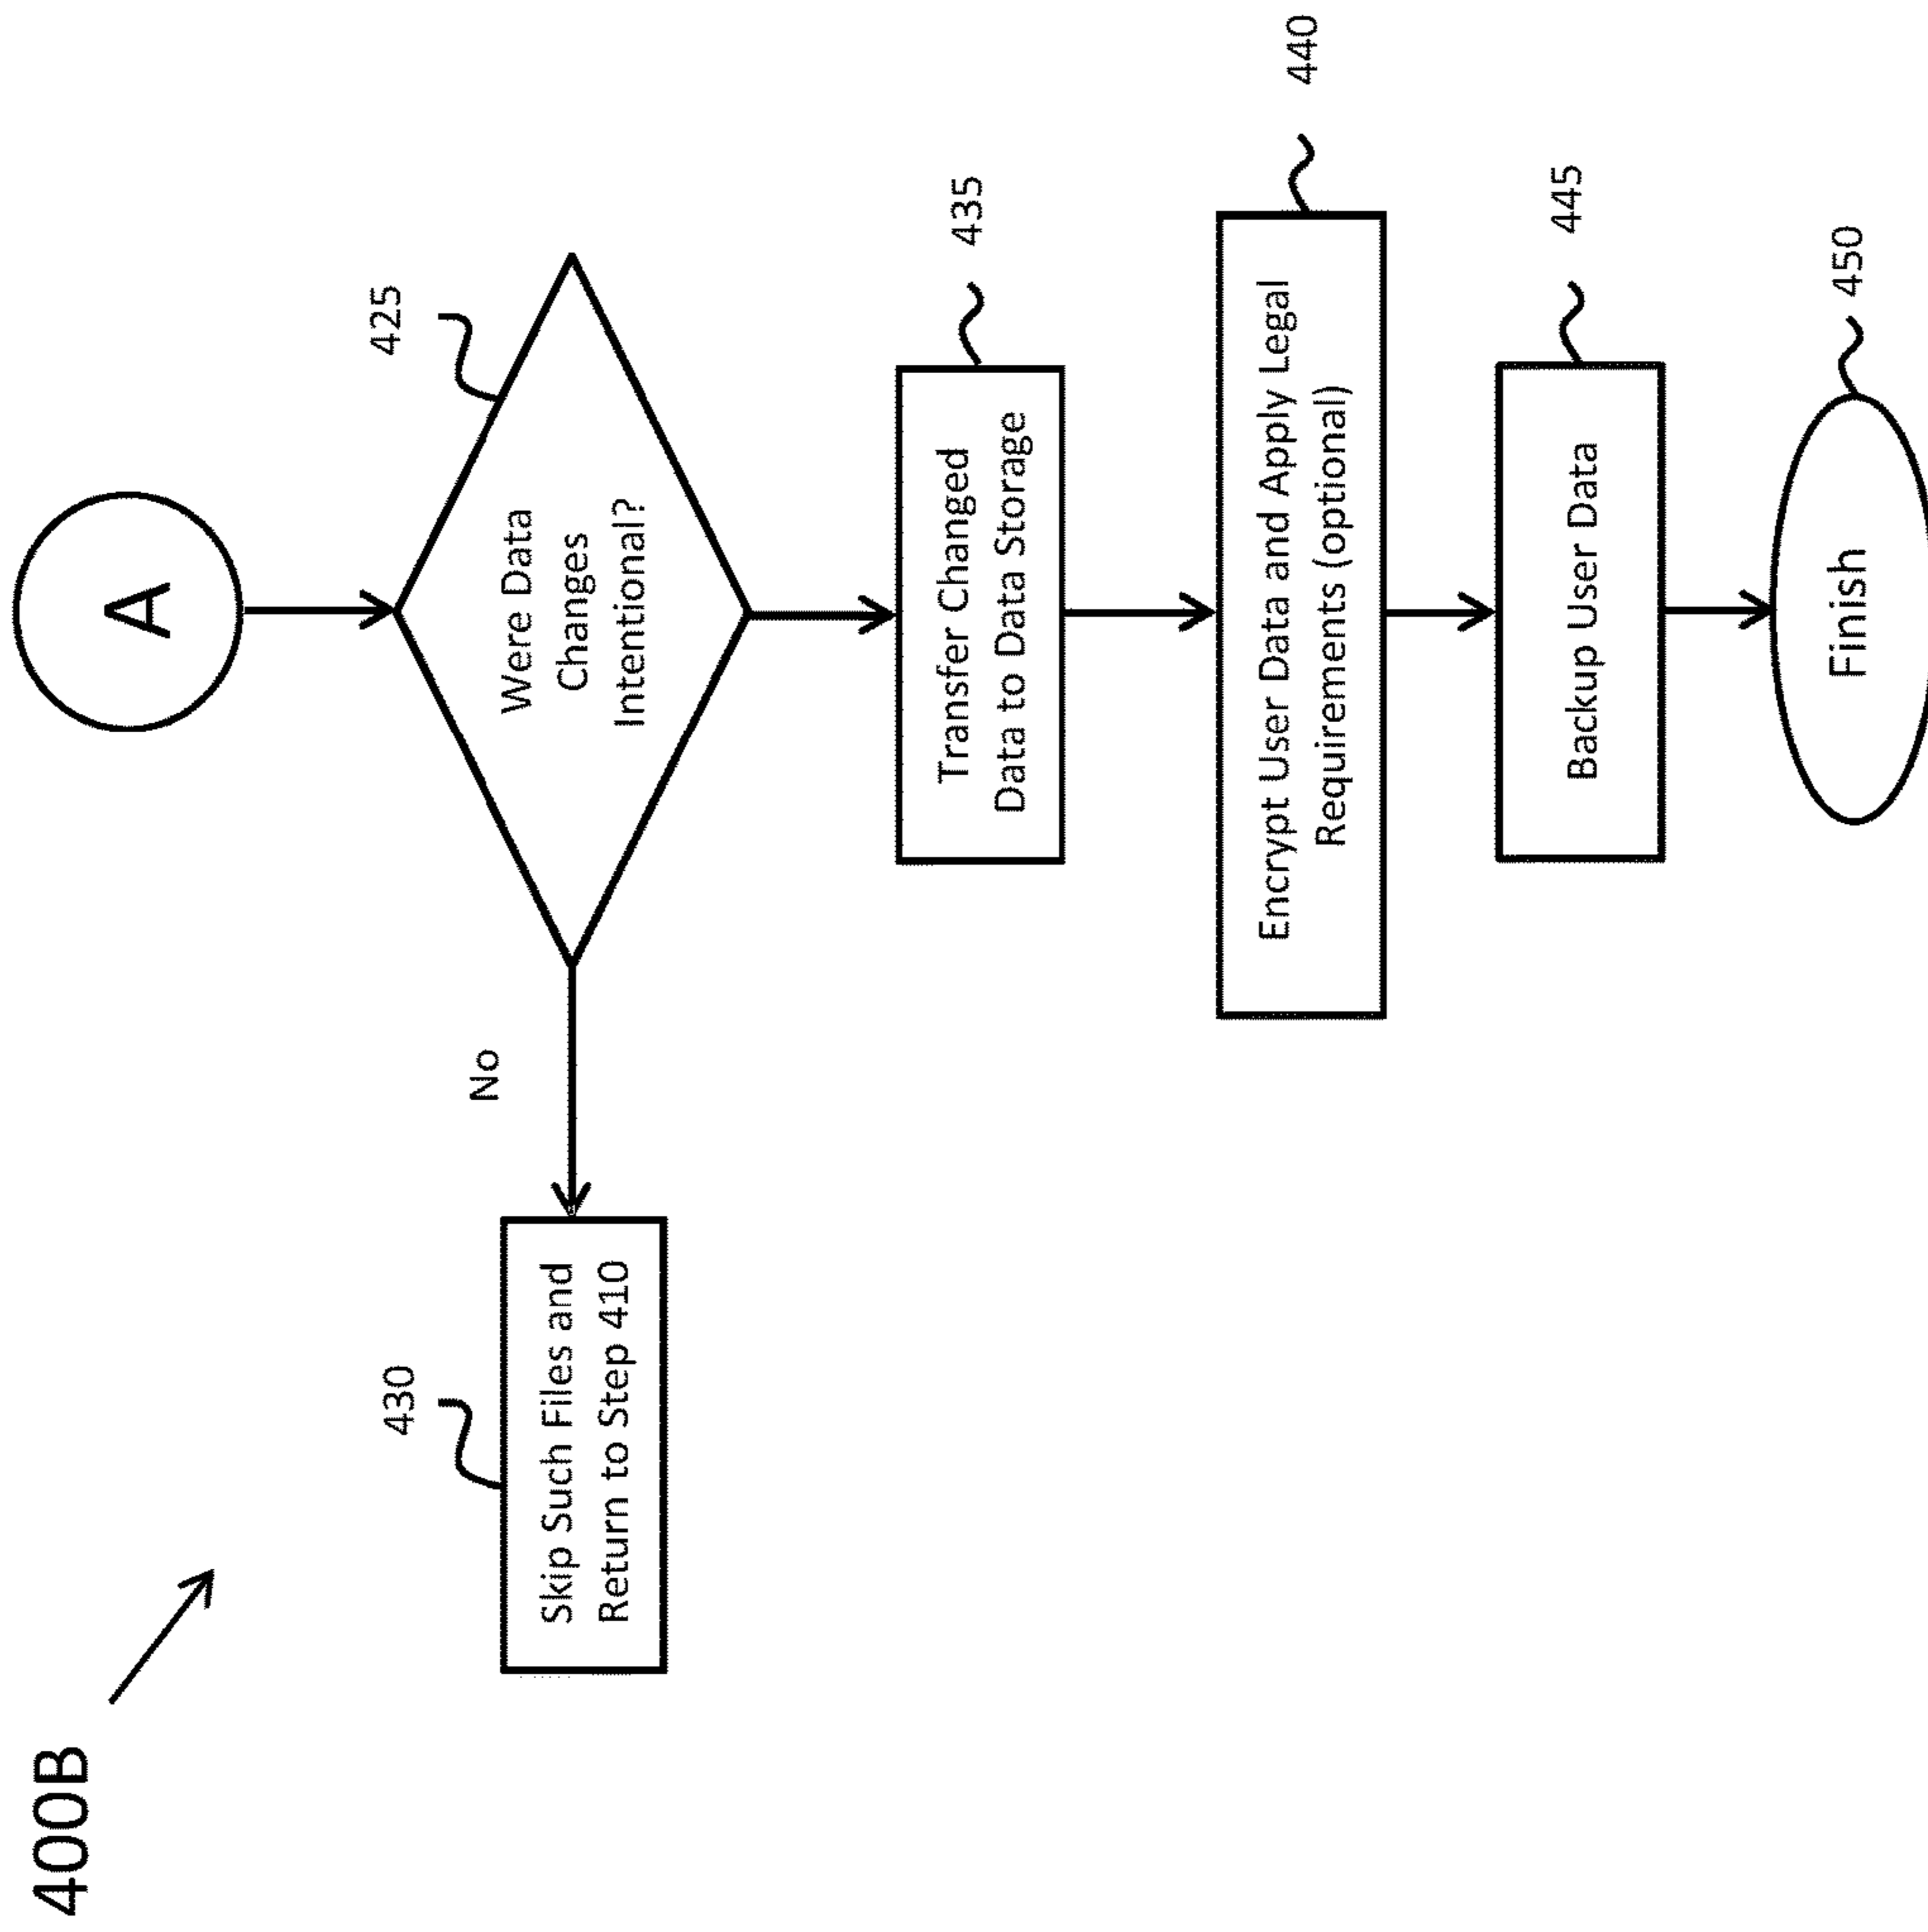 400B
A
425
Were Data
Changes
Intentional?
No
430
Skip Such Files and
Return to Step 410
435
Transfer Changed
Data to Data Storage
440
Encrypt User Data and Apply Legal
Requirements (optional)
445
Backup User Data
450
Finish